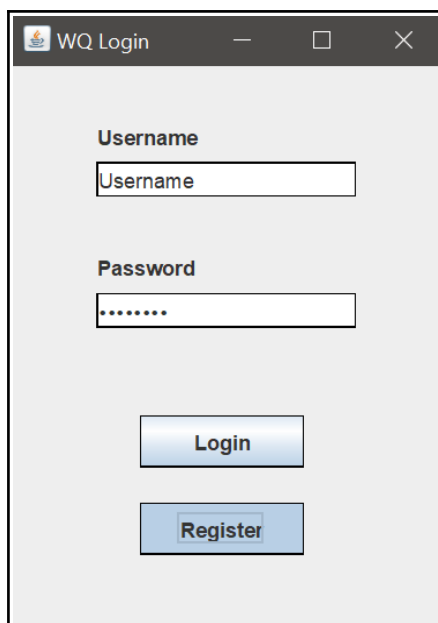 WQ Login
Username
Username
Password
••••••••
Login
Register